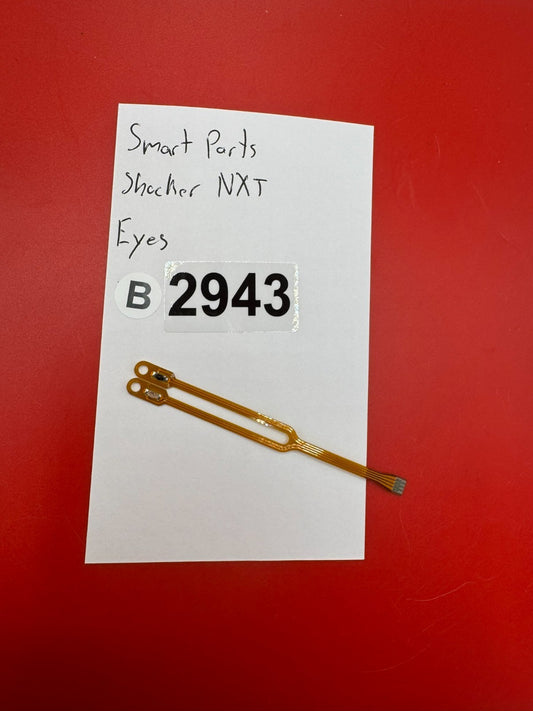 Smart Parts
Shocker NXT
Eyes
B 2943